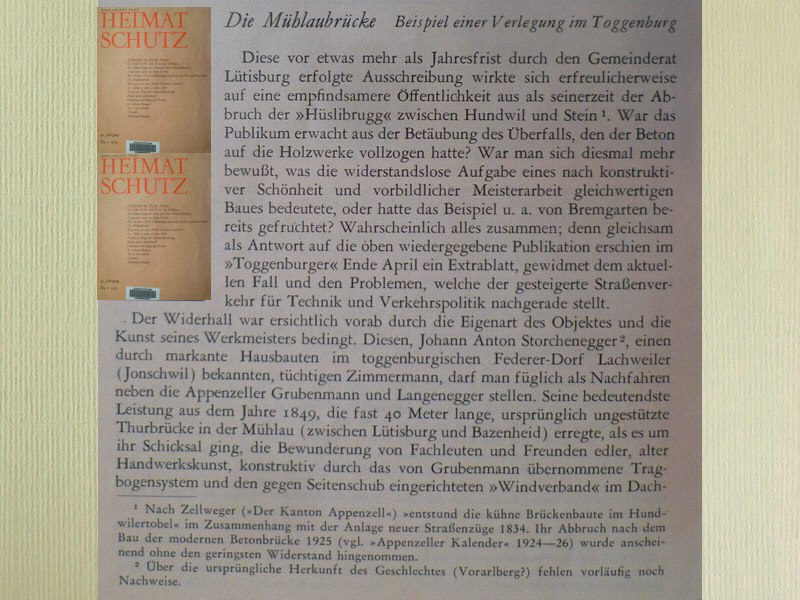 HEIMAT
SCHUTZ
HEIMAT
SCHUTZ
Die Mühlaubrücke Beispiel einer Verlegung im Toggenburg
Diese vor etwas mehr als Jahresfrist durch den Gemeinderat
Lütisburg erfolgte Ausschreibung wirkte sich erfreulicherweise
auf eine empfindsamere Öffentlichkeit aus als seinerzeit der Ab-
bruch der »Hüslibrugg« zwischen Hundwil und Stein¹. War das
Publikum erwacht aus der Betäubung des Überfalls, den der Beton
auf die Holzwerke vollzogen hatte? War man sich diesmal mehr
bewußt, was die widerstandslose Aufgabe eines nach konstrukti-
ver Schönheit und vorbildlicher Meisterarbeit gleichwertigen
Baues bedeutete, oder hatte das Beispiel u. a. von Bremgarten be-
reits gefruchtet? Wahrscheinlich alles zusammen; denn gleichsam
als Antwort auf die oben wiedergegebene Publikation erschien im
»Toggenburger« Ende April ein Extrablatt, gewidmet dem aktuel-
len Fall und den Problemen, welche der gesteigerte Straßenver-
kehr für Technik und Verkehrspolitik nachgerade stellt.
Der Widerhall war ersichtlich vorab durch die Eigenart des Objektes und die
Kunst seines Werkmeisters bedingt. Diesen, Johann Anton Storchenegger², einen
durch markante Hausbauten im toggenburgischen Federer-Dorf Lachweiler
(Jonschwil) bekannten, tüchtigen Zimmermann, darf man füglich als Nachfahren
neben die Appenzeller Grubenmann und Langenegger stellen. Seine bedeutendste
Leistung aus dem Jahre 1849, die fast 40 Meter lange, ursprünglich ungestützte
Thurbrücke in der Mühlau (zwischen Lütisburg und Bazenheid) erregte, als es um
ihr Schicksal ging, die Bewunderung von Fachleuten und Freunden edler, alter
Handwerkskunst, konstruktiv durch das von Grubenmann übernommene Trag-
bogensystem und den gegen Seitenschub eingerichteten »Windverband« im Dach-
¹ Nach Zellweger (»Der Kanton Appenzell«) »entstund die kühne Brückenbaute im Hund-
wilertobel« im Zusammenhang mit der Anlage neuer Straßenzüge 1834. Ihr Abbruch nach dem
Bau der modernen Betonbrücke 1925 (vgl. »Appenzeller Kalender« 1924—26) wurde anschei-
nend ohne den geringsten Widerstand hingenommen.
² Über die ursprüngliche Herkunft des Geschlechtes (Vorarlberg?) fehlen vorläufig noch
Nachweise.